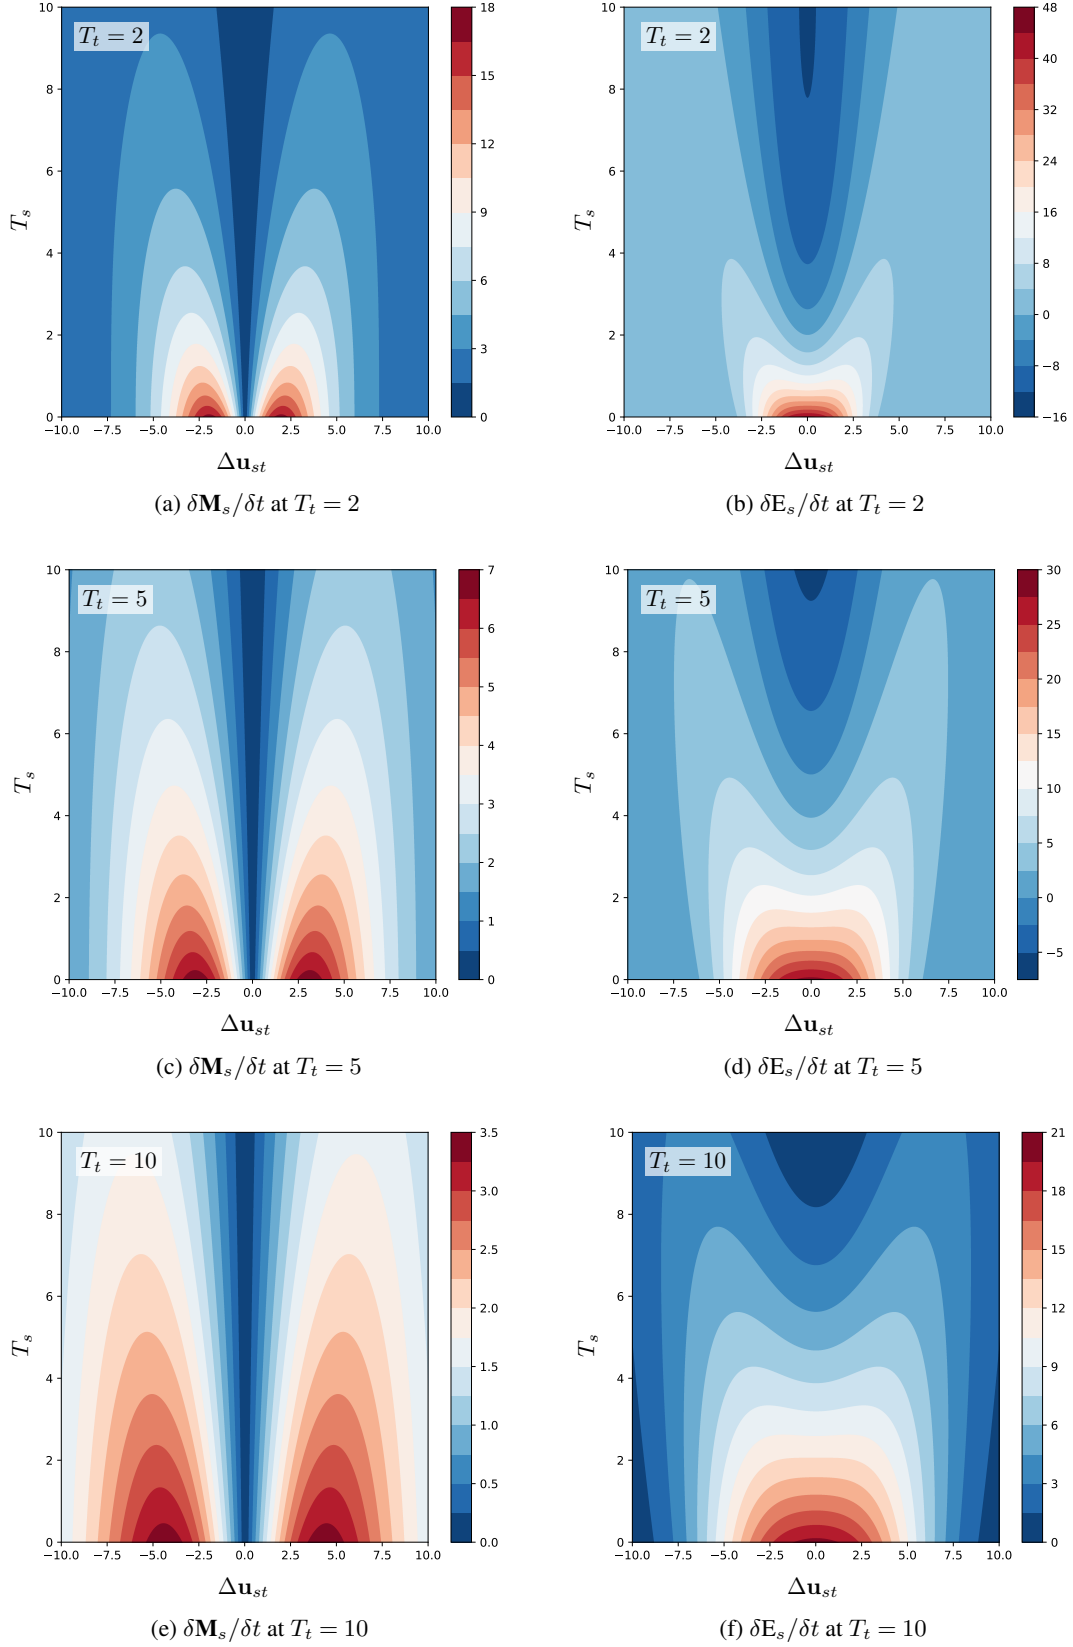 T_t = 2
T_s
10
8
6
4
2
0
−10.0 −7.5 −5.0 −2.5 0.0 2.5 5.0 7.5 10.0
Δu_st
18
15
12
9
6
3
0
(a) δM_s/δt at T_t = 2
T_t = 2
T_s
10
8
6
4
2
0
−10.0 −7.5 −5.0 −2.5 0.0 2.5 5.0 7.5 10.0
Δu_st
48
40
32
24
16
8
0
−8
−16
(b) δE_s/δt at T_t = 2
T_t = 5
T_s
10
8
6
4
2
0
−10.0 −7.5 −5.0 −2.5 0.0 2.5 5.0 7.5 10.0
Δu_st
7
6
5
4
3
2
1
0
(c) δM_s/δt at T_t = 5
T_t = 5
T_s
10
8
6
4
2
0
−10.0 −7.5 −5.0 −2.5 0.0 2.5 5.0 7.5 10.0
Δu_st
30
25
20
15
10
5
0
−5
(d) δE_s/δt at T_t = 5
T_t = 10
T_s
10
8
6
4
2
0
−10.0 −7.5 −5.0 −2.5 0.0 2.5 5.0 7.5 10.0
Δu_st
3.5
3.0
2.5
2.0
1.5
1.0
0.5
0.0
(e) δM_s/δt at T_t = 10
T_t = 10
T_s
10
8
6
4
2
0
−10.0 −7.5 −5.0 −2.5 0.0 2.5 5.0 7.5 10.0
Δu_st
21
18
15
12
9
6
3
0
(f) δE_s/δt at T_t = 10